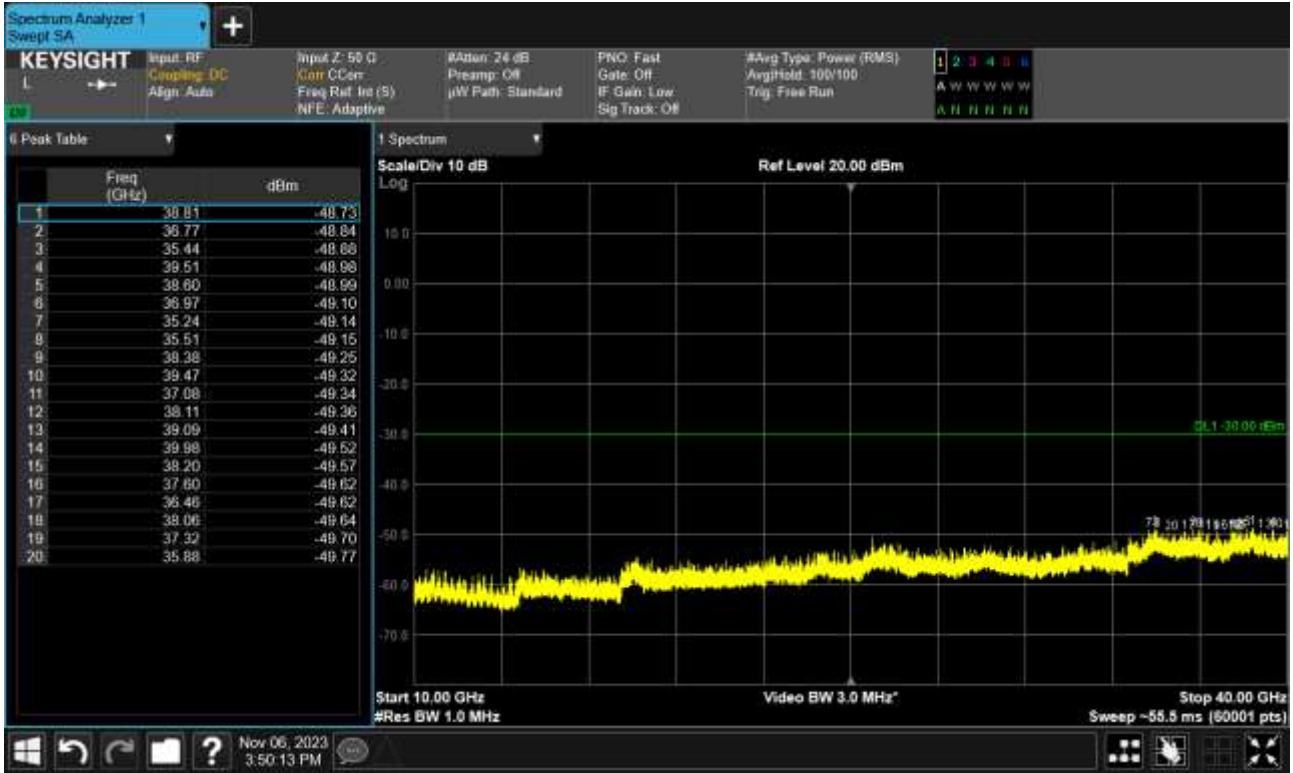 Spectrum Analyzer 1
Swept SA
+
KEYSIGHT
L
Input: RF
Coupling: DC
Align: Auto
Input Z: 50 Ω
Corr CCorr
Freq Ref: Int (S)
NFE: Adaptive
#Atten: 24 dB
Preamp: Off
µW Path: Standard
PNO: Fast
Gate: Off
IF Gain: Low
Sig Track: Off
#Avg Type: Power (RMS)
Avg|Hold: 100/100
Trig: Free Run
1 2 3 4 5 6
A W W W W W
A N N N N N
6 Peak Table
Freq (GHz) dBm
1 38.81 -48.73
2 36.77 -48.84
3 35.44 -48.88
4 39.51 -48.98
5 38.60 -48.99
6 36.97 -49.10
7 35.24 -49.14
8 35.51 -49.15
9 38.38 -49.25
10 39.47 -49.32
11 37.08 -49.34
12 38.11 -49.36
13 39.09 -49.41
14 39.98 -49.52
15 38.20 -49.57
16 37.60 -49.62
17 36.46 -49.62
18 38.06 -49.64
19 37.32 -49.70
20 35.88 -49.77
1 Spectrum
Scale/Div 10 dB
Ref Level 20.00 dBm
Log
10.0
0.00
-10.0
-20.0
-30.0
DL1 -30.00 dBm
-40.0
-50.0
-60.0
-70.0
Start 10.00 GHz
Video BW 3.0 MHz*
Stop 40.00 GHz
#Res BW 1.0 MHz
Sweep ~55.5 ms (60001 pts)
?
Nov 06, 2023
3:50:13 PM